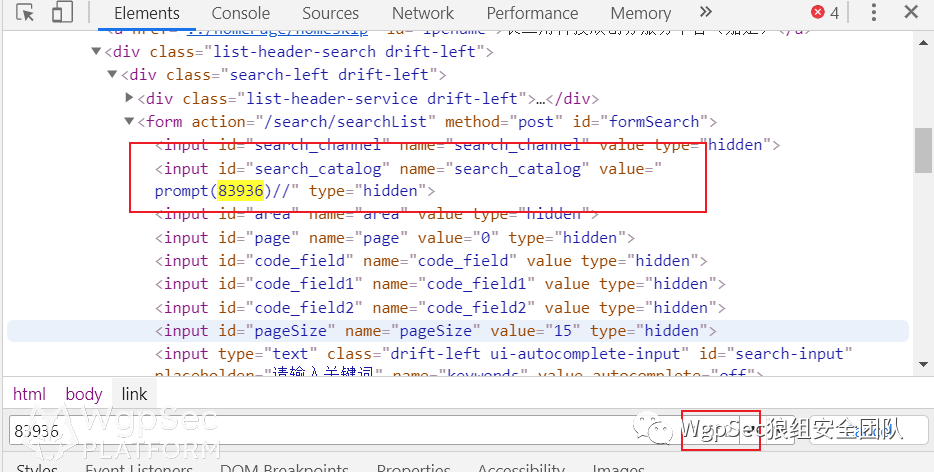 Elements Console Sources Network Performance Memory » 4
<div class="list-header-search drift-left">
<div class="search-left drift-left">
<div class="list-header-service drift-left">…</div>
<form action="/search/searchList" method="post" id="formSearch">
<input id="search_channel" name="search_channel" value type="hidden">
<input id="search_catalog" name="search_catalog" value="
prompt(83936)//" type="hidden">
<input id="area" name="area" value type="hidden">
<input id="page" name="page" value="0" type="hidden">
<input id="code_field" name="code_field" value type="hidden">
<input id="code_field1" name="code_field1" value type="hidden">
<input id="code_field2" name="code_field2" value type="hidden">
<input id="pageSize" name="pageSize" value="15" type="hidden">
<input type="text" class="drift-left ui-autocomplete-input" id="search-input"
placeholder="请输入关键词" name="keywords" value autocomplete="off">
html body link
83936
WgpSec
PLATFORM
WgpSec狼组安全团队
Styles Event Listeners DOM Breakpoints Properties Accessibility Images